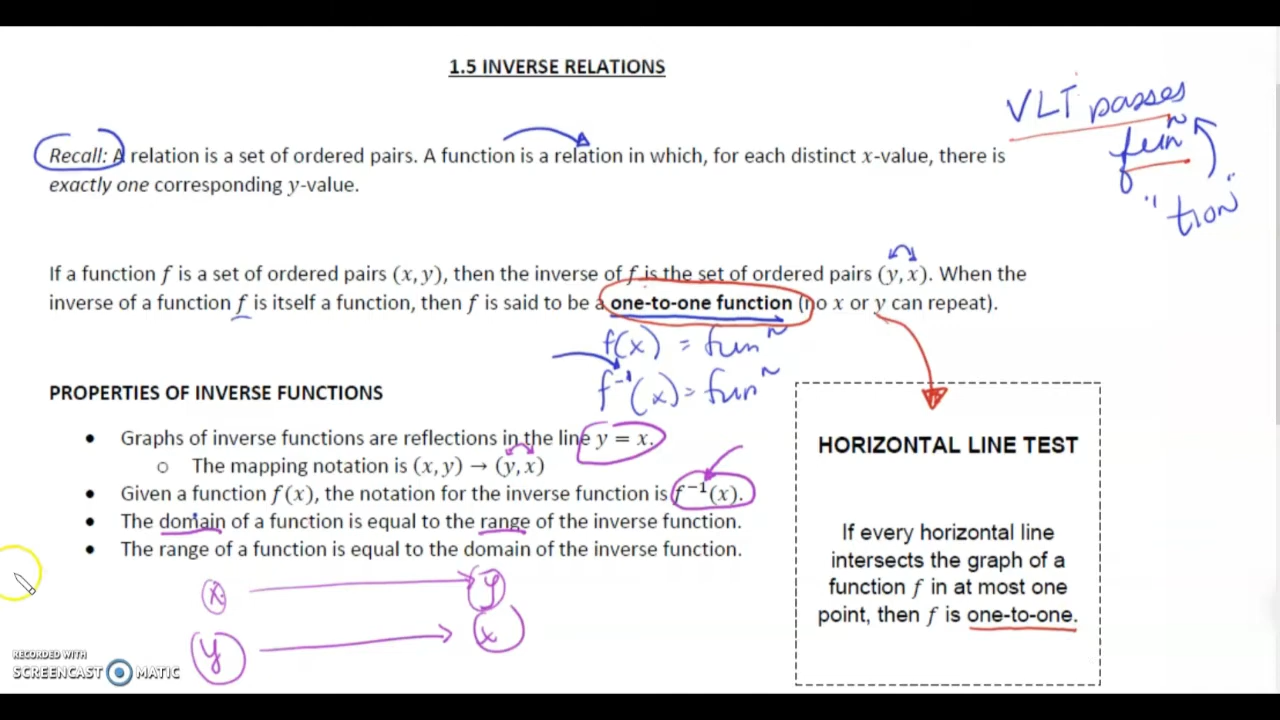 1.5 INVERSE RELATIONS
VLT passes
funⁿ
"tion"
Recall: A relation is a set of ordered pairs. A function is a relation in which, for each distinct x-value, there is
exactly one corresponding y-value.
If a function f is a set of ordered pairs (x, y), then the inverse of f is the set of ordered pairs (y, x). When the
inverse of a function f is itself a function, then f is said to be a one-to-one function (no x or y can repeat).
f(x) = funⁿ
f⁻¹(x) = funⁿ
PROPERTIES OF INVERSE FUNCTIONS
• Graphs of inverse functions are reflections in the line y = x.
o The mapping notation is (x, y) → (y, x)
• Given a function f(x), the notation for the inverse function is f⁻¹(x).
• The domain of a function is equal to the range of the inverse function.
• The range of a function is equal to the domain of the inverse function.
x → y
y → x
HORIZONTAL LINE TEST
If every horizontal line
intersects the graph of a
function f in at most one
point, then f is one-to-one.
RECORDED WITH
SCREENCAST MATIC